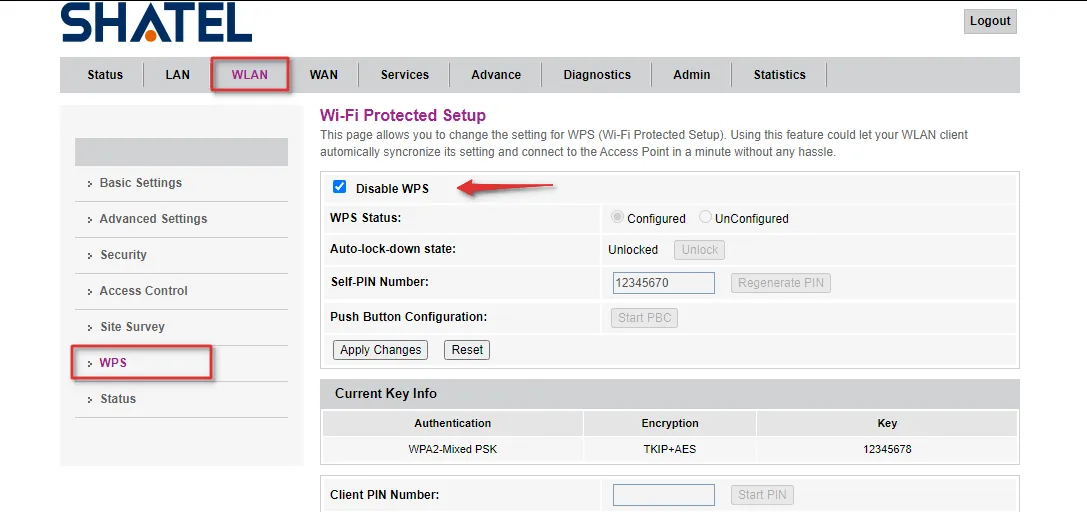 SHATEL
Logout
Status LAN WLAN WAN Services Advance Diagnostics Admin Statistics
Basic Settings
Advanced Settings
Security
Access Control
Site Survey
WPS
Status
Wi-Fi Protected Setup
This page allows you to change the setting for WPS (Wi-Fi Protected Setup). Using this feature could let your WLAN client
automically syncronize its setting and connect to the Access Point in a minute without any hassle.
Disable WPS
WPS Status: Configured UnConfigured
Auto-lock-down state: Unlocked Unlock
Self-PIN Number: 12345670 Regenerate PIN
Push Button Configuration: Start PBC
Apply Changes Reset
Current Key Info
Authentication Encryption Key
WPA2-Mixed PSK TKIP+AES 12345678
Client PIN Number: Start PIN